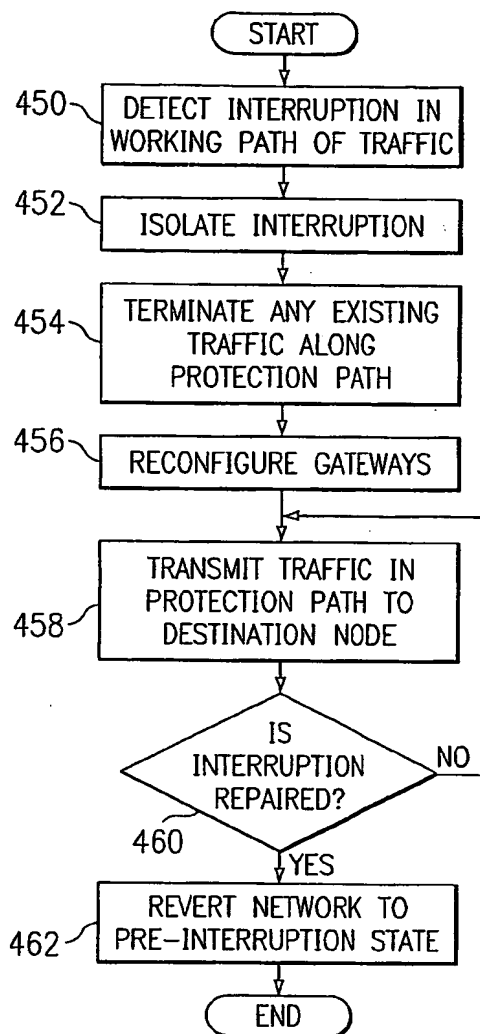 START
450
DETECT INTERRUPTION IN
WORKING PATH OF TRAFFIC
452
ISOLATE INTERRUPTION
454
TERMINATE ANY EXISTING
TRAFFIC ALONG
PROTECTION PATH
456
RECONFIGURE GATEWAYS
458
TRANSMIT TRAFFIC IN
PROTECTION PATH TO
DESTINATION NODE
IS
INTERRUPTION
REPAIRED?
NO
460
YES
462
REVERT NETWORK TO
PRE-INTERRUPTION STATE
END